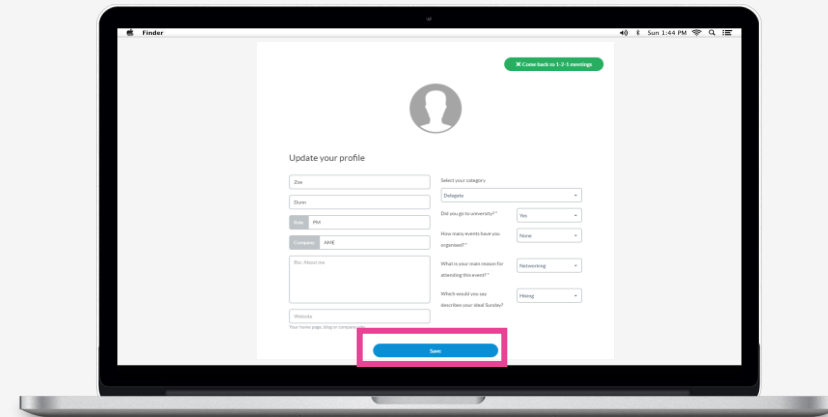 Finder
Sun 1:44 PM
✖ Come back to 1-2-1 meetings
Update your profile
Zoe
Dunn
Role PM
Company AME
Bio, About me
Website
Your home page, blog or company
Select your category
Delegate
Did you go to university?*
Yes
How many events have you
organised?*
None
What is your main reason for
attending this event?*
Networking
Which would you say
describes your ideal Sunday?
Hiking
Save